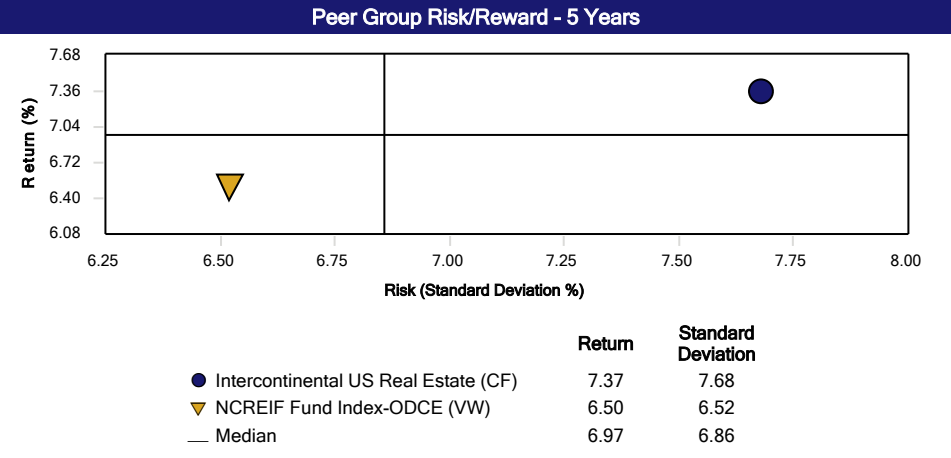 Peer Group Risk/Reward - 5 Years
7.68
7.36
7.04
6.72
6.40
6.08
Return (%)
6.25 6.50 6.75 7.00 7.25 7.50 7.75 8.00
Risk (Standard Deviation %)
Return Standard Deviation
Intercontinental US Real Estate (CF) 7.37 7.68
NCREIF Fund Index-ODCE (VW) 6.50 6.52
Median 6.97 6.86